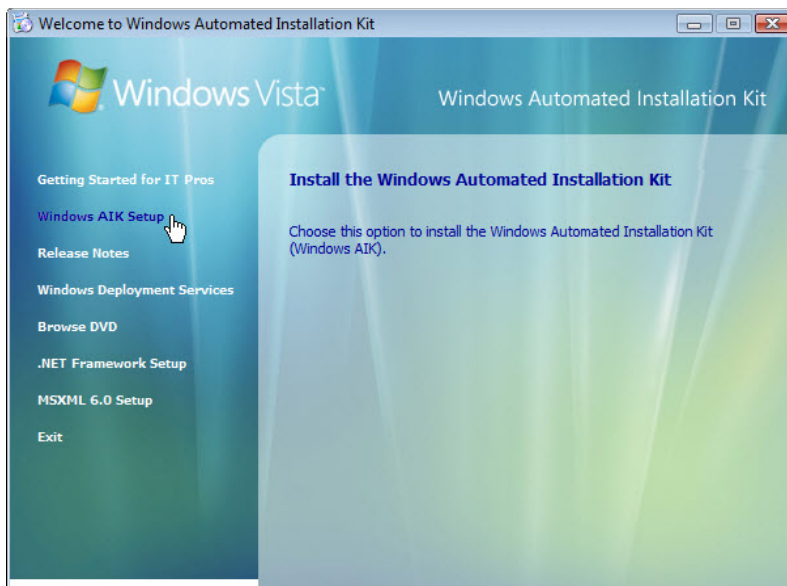 Welcome to Windows Automated Installation Kit
Windows Vista™
Windows Automated Installation Kit
Getting Started for IT Pros
Windows AIK Setup
Release Notes
Windows Deployment Services
Browse DVD
.NET Framework Setup
MSXML 6.0 Setup
Exit
Install the Windows Automated Installation Kit
Choose this option to install the Windows Automated Installation Kit
(Windows AIK).